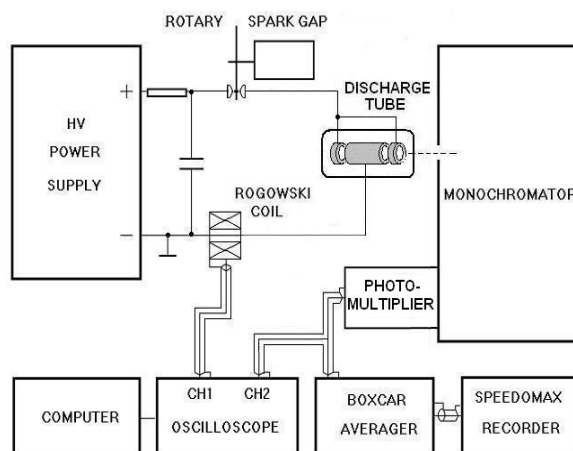 ROTARY SPARK GAP
+
HV
POWER
SUPPLY
−
DISCHARGE
TUBE
ROGOWSKI
COIL
MONOCHROMATOR
PHOTO-
MULTIPLIER
COMPUTER
CH1 CH2
OSCILLOSCOPE
BOXCAR
AVERAGER
SPEEDOMAX
RECORDER